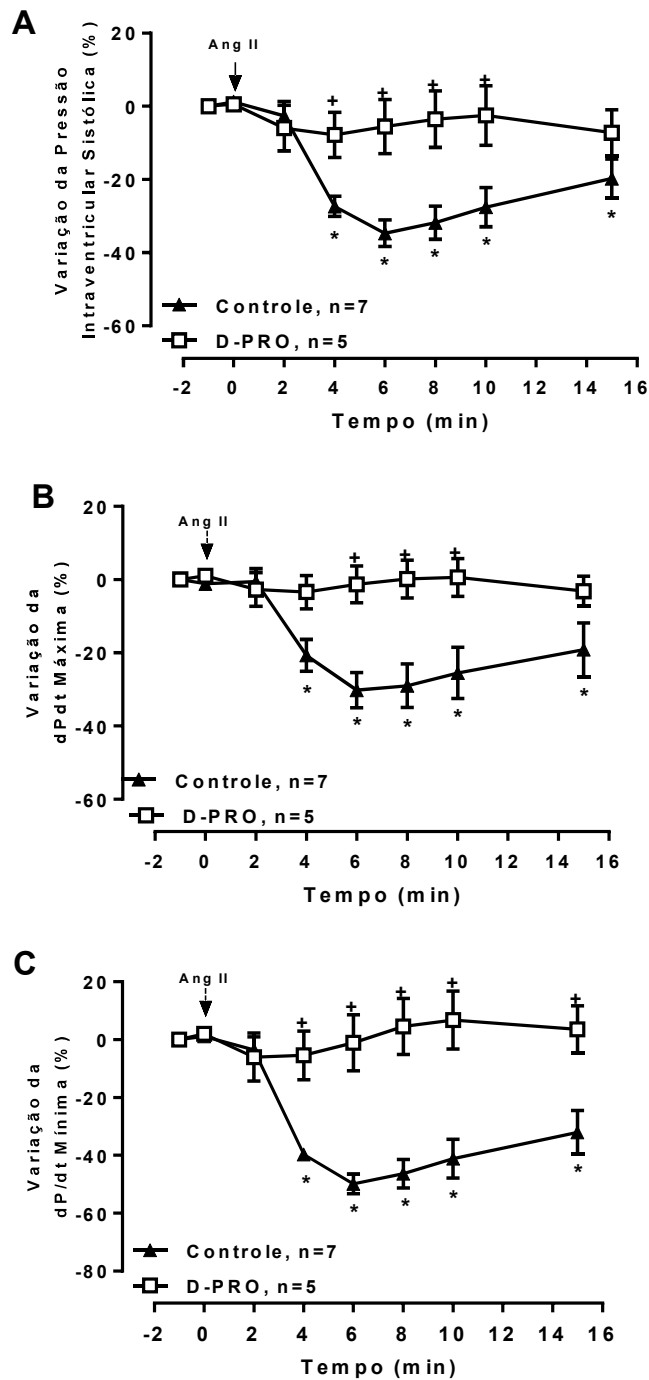 A
Ang II
Variação da Pressão
Intraventricular Sistólica (%)
20
0
-20
-40
-60
+ + + +
* * * * *
Controle, n=7
D-PRO, n=5
-2 0 2 4 6 8 10 12 14 16
Tempo (min)
B
Ang II
Variação da
dPdt Máxima (%)
20
0
-20
-40
-60
+ + +
* * * * *
Controle, n=7
D-PRO, n=5
-2 0 2 4 6 8 10 12 14 16
Tempo (min)
C
Ang II
Variação da
dP/dt Mínima (%)
20
0
-20
-40
-60
-80
+ + + + +
* * * * *
Controle, n=7
D-PRO, n=5
-2 0 2 4 6 8 10 12 14 16
Tempo (min)